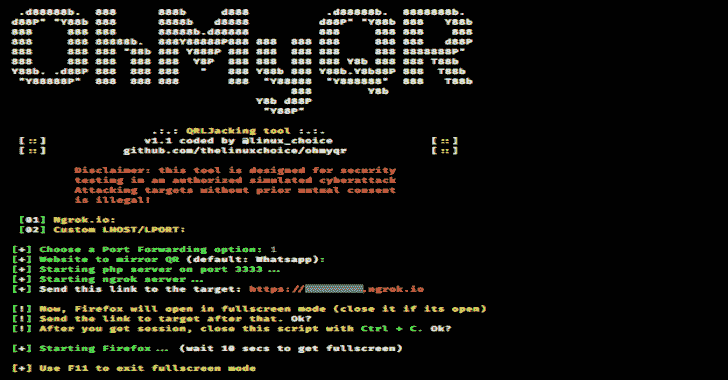 OhMyQR
.:.: QRLJacking tool :.:.
[ :: ] v1.1 coded by @linux_choice [ :: ]
[ :: ] github.com/thelinuxchoice/ohmyqr [ :: ]
Disclaimer: this tool is designed for security
testing in an authorized simulated cyberattack
Attacking targets without prior mutual consent
is illegal!
[01] Ngrok.io:
[02] Custom LHOST/LPORT:
[+] Choose a Port Forwarding option: 1
[+] Website to mirror QR (default: Whatsapp):
[+] Starting php server on port 3333...
[+] Starting ngrok server...
[+] Send this link to the target: https://.ngrok.io
[!] Now, Firefox will open in fullscreen mode (close it if its open)
[!] Send the link to target after that. Ok?
[!] After you get session, close this script with Ctrl + C. Ok?
[+] Starting Firefox... (wait 10 secs to get fullscreen)
[+] Use F11 to exit fullscreen mode